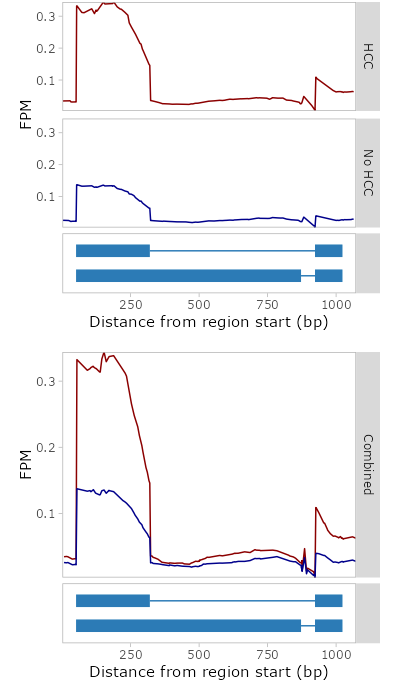 0.3
0.2
0.1
HCC
FPM
0.3
0.2
0.1
No HCC
250 500 750 1000
Distance from region start (bp)
0.3
0.2
0.1
FPM
Combined
250 500 750 1000
Distance from region start (bp)